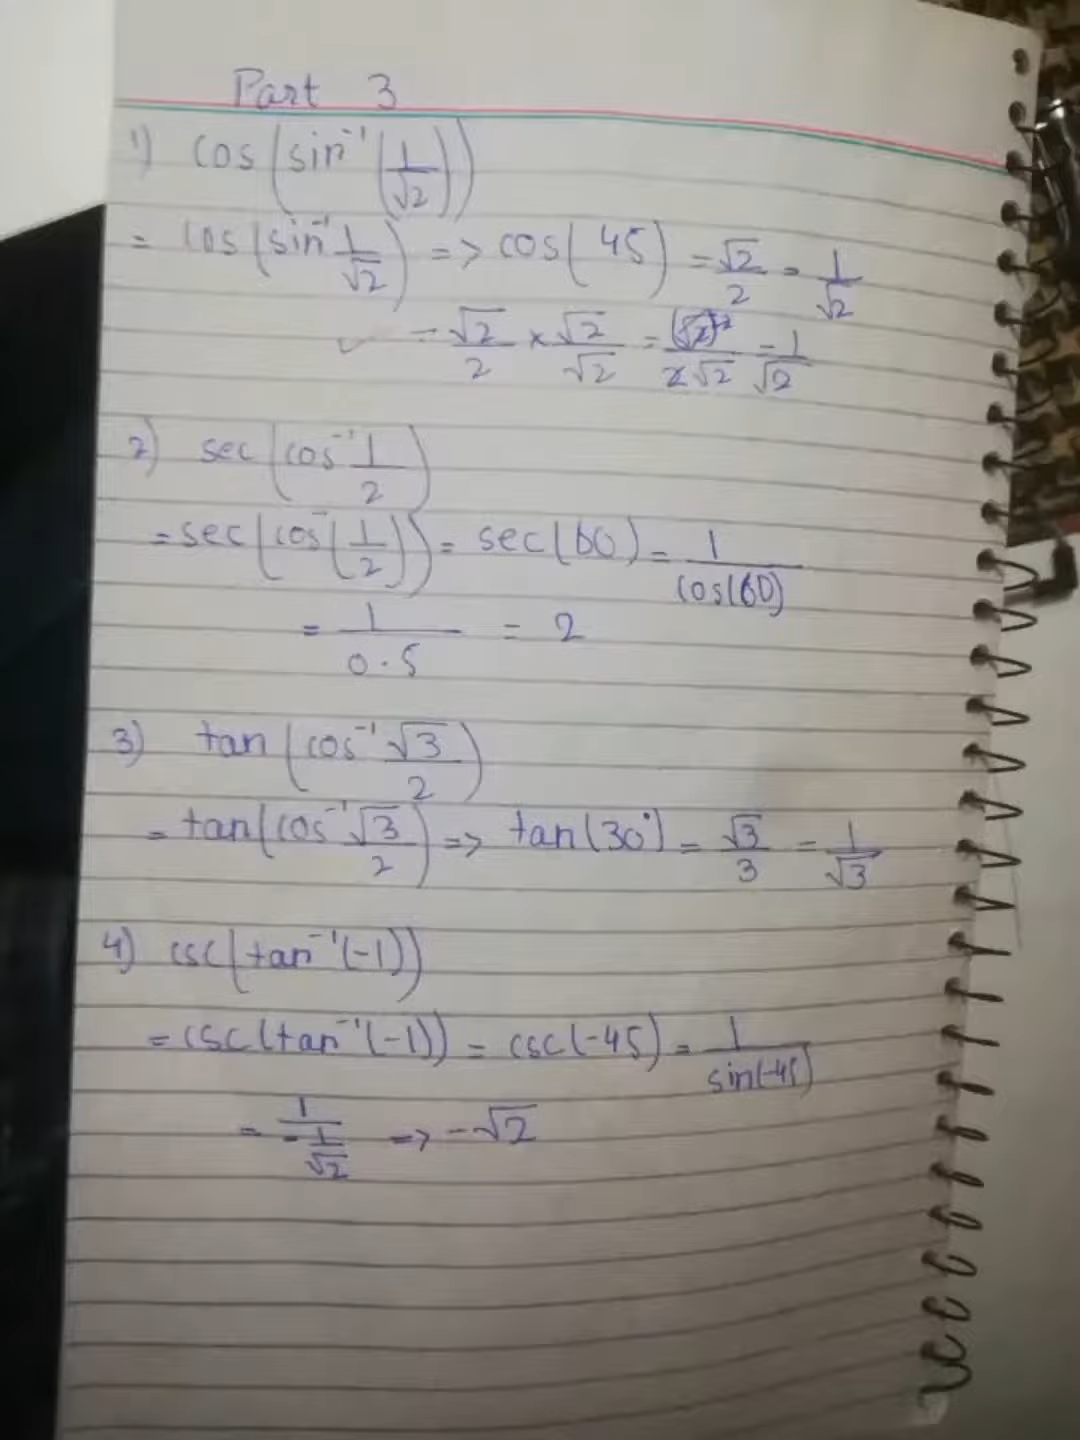 Part 3
1) cos(sin⁻¹(1/√2))
= cos(sin⁻¹ 1/√2) => cos(45) = √2/2 = 1/√2
= √2/2 × √2/√2 = (√2)²/2√2 = 1/√2
2) sec(cos⁻¹ 1/2)
= sec(cos⁻(1/2)) = sec(60) = 1/cos(60)
= 1/0.5 = 2
3) tan(cos⁻¹ √3/2)
= tan(cos⁻¹ √3/2) => tan(30°) = √3/3 = 1/√3
4) csc(tan⁻¹(-1))
= csc(tan⁻¹(-1)) = csc(-45) = 1/sin(-45)
= 1/-1/√2 => -√2